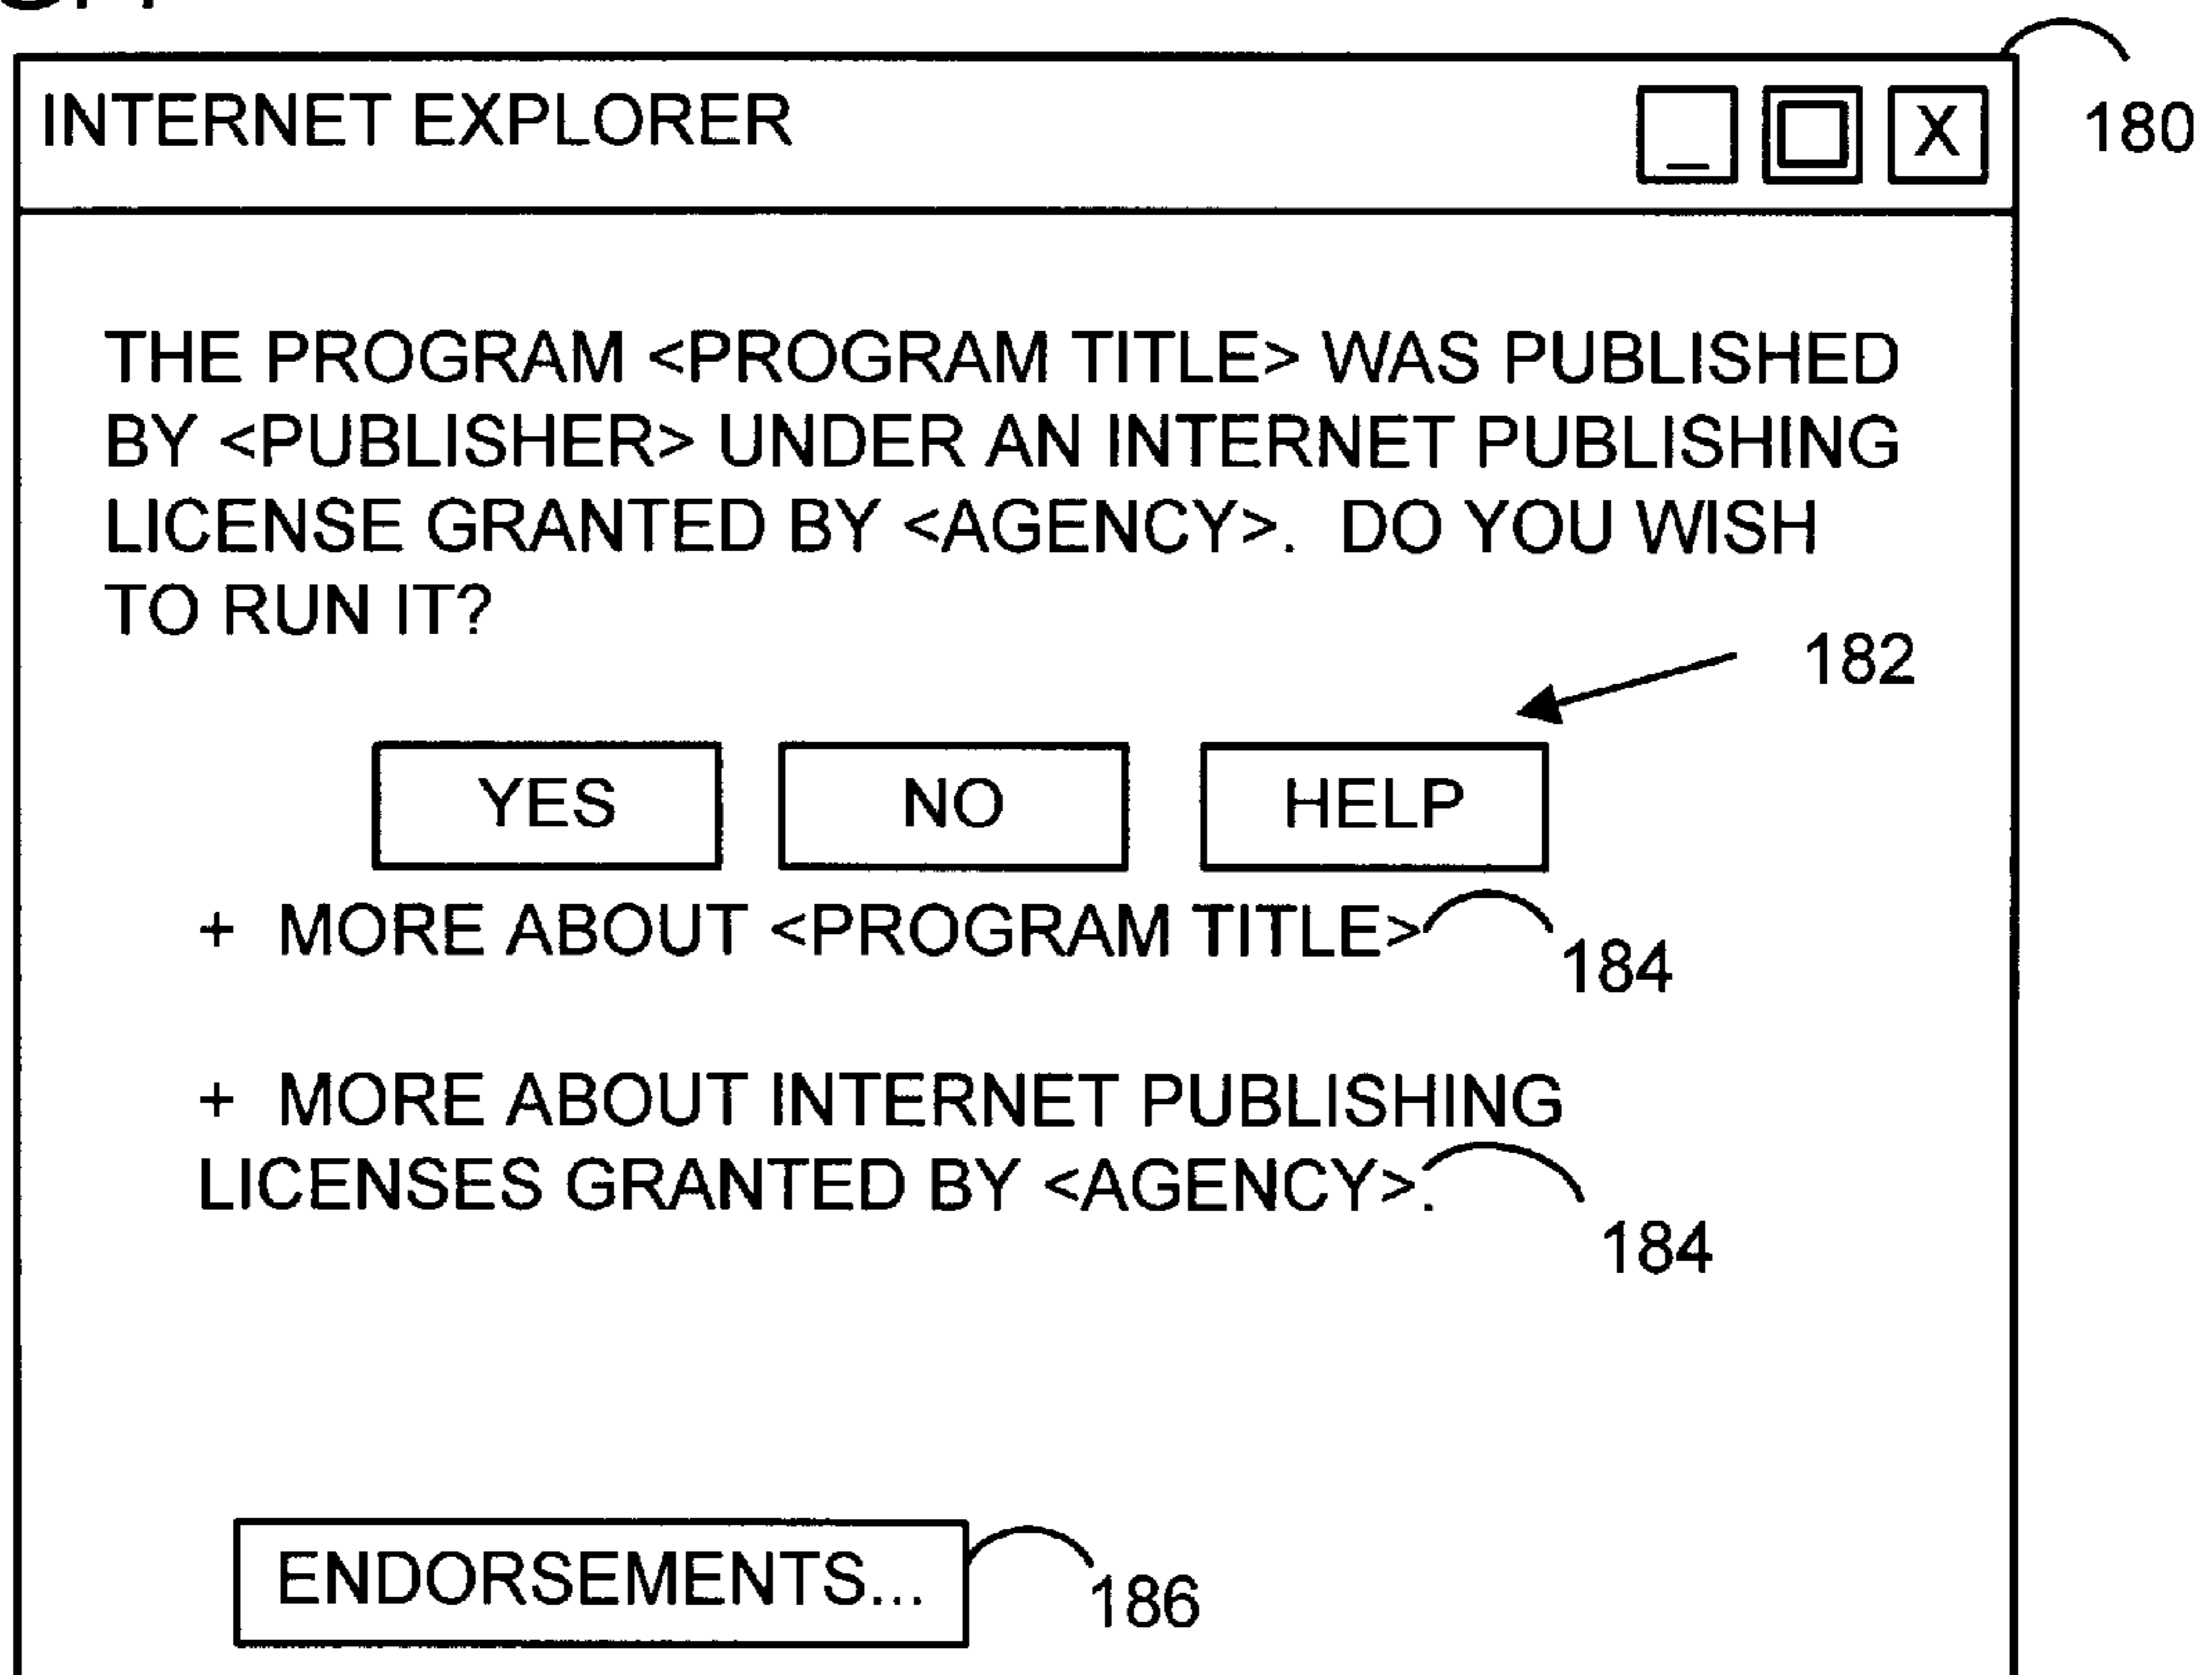 INTERNET EXPLORER _ X 180
THE PROGRAM <PROGRAM TITLE> WAS PUBLISHED
BY <PUBLISHER> UNDER AN INTERNET PUBLISHING
LICENSE GRANTED BY <AGENCY>. DO YOU WISH
TO RUN IT?
182
YES NO HELP
+ MORE ABOUT <PROGRAM TITLE>
184
+ MORE ABOUT INTERNET PUBLISHING
LICENSES GRANTED BY <AGENCY>.
184
ENDORSEMENTS... 186